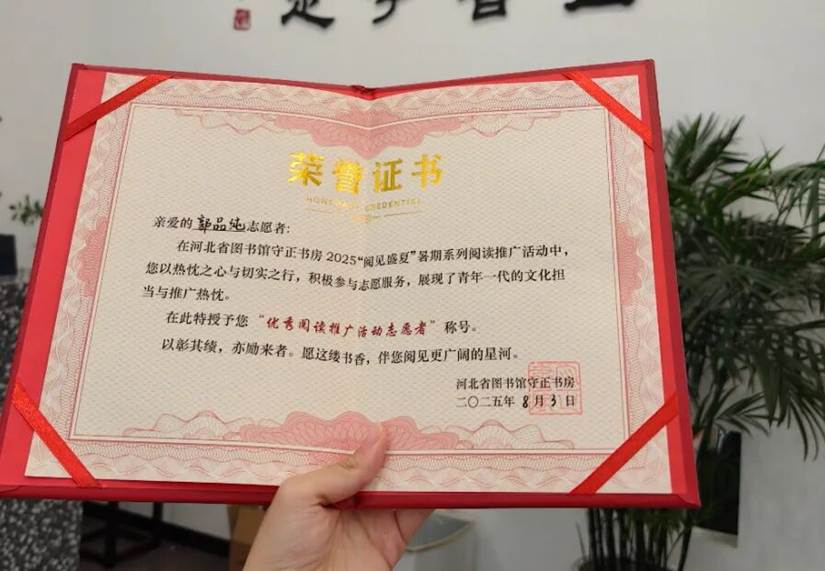 荣誉证书
HONORARY CREDENTIAL
亲爱的郭品志愿者：
在河北省图书馆守正书房2025“阅见盛夏”暑期系列阅读推广活动中，
您以热忱之心与切实之行，积极参与志愿服务，展现了青年一代的文化担
当与推广热忱。
在此特授予您“优秀阅读推广活动志愿者”称号。
以彰其绩，亦励来者。愿这缕书香，伴您阅见更广阔的星河。
河北省图书馆守正书房
二〇二五年8月3日